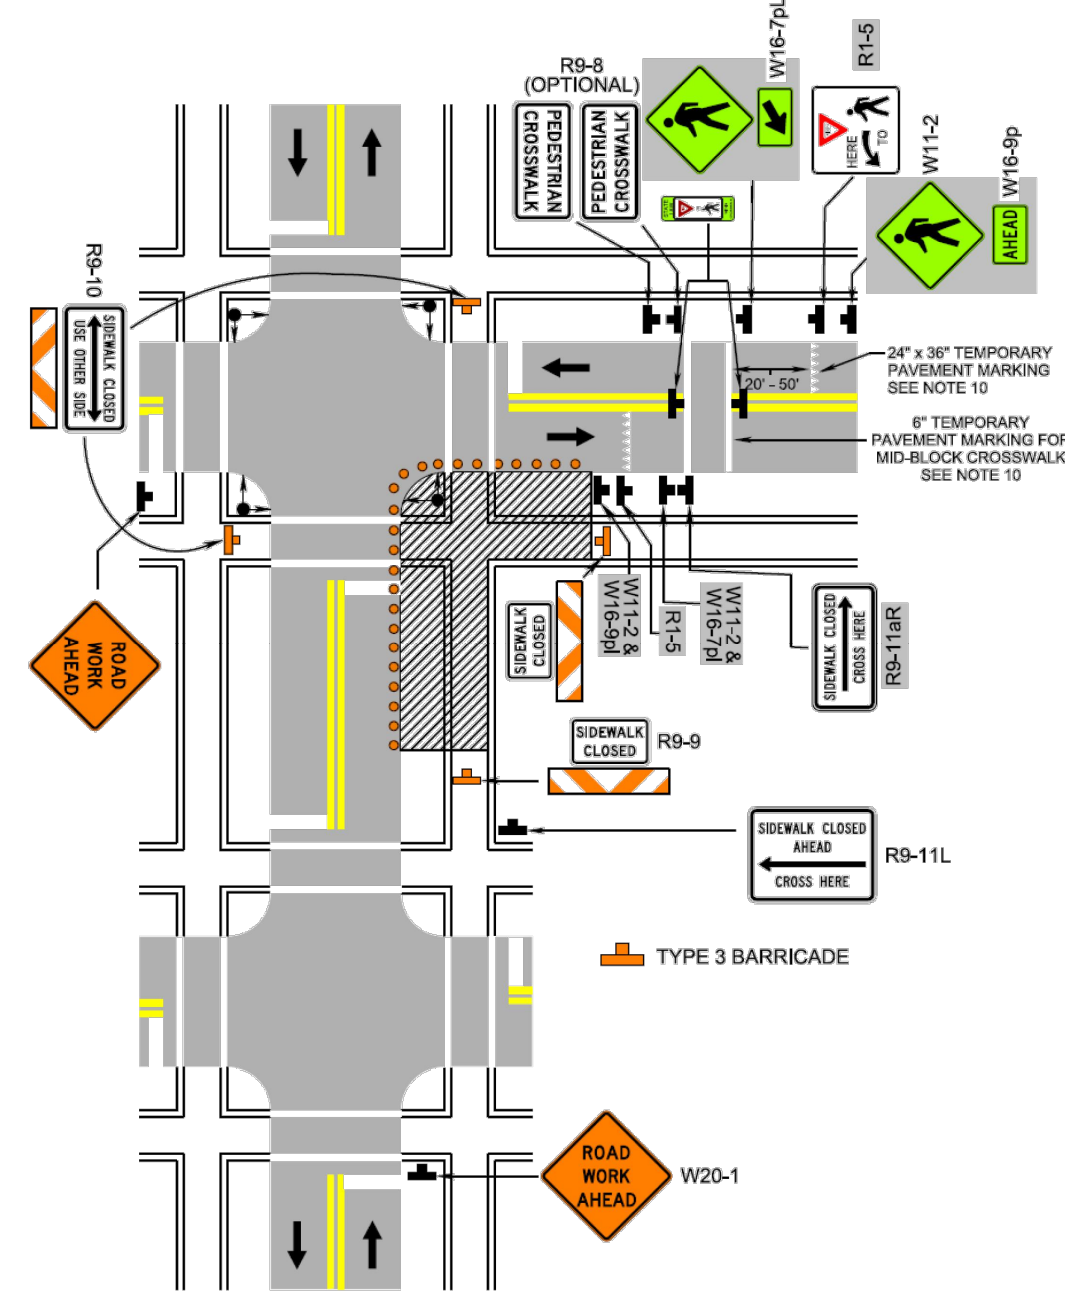 W16-7pL
R1-5
R9-8
(OPTIONAL)
PEDESTRIAN
CROSSWALK
PEDESTRIAN
CROSSWALK
HERE
TO
W11-2
W16-9p
AHEAD
R9-10
SIDEWALK CLOSED
USE OTHER SIDE
20' - 50'
24" x 36" TEMPORARY
PAVEMENT MARKING
SEE NOTE 10
6" TEMPORARY
PAVEMENT MARKING FOR
MID-BLOCK CROSSWALK
SEE NOTE 10
ROAD
WORK
AHEAD
SIDEWALK
CLOSED
W11-2 &
W16-9pl
R1-5
W11-2 &
W16-7pl
SIDEWALK CLOSED
CROSS HERE
R9-11aR
SIDEWALK
CLOSED
R9-9
SIDEWALK CLOSED
AHEAD
CROSS HERE
R9-11L
TYPE 3 BARRICADE
ROAD
WORK
AHEAD
W20-1